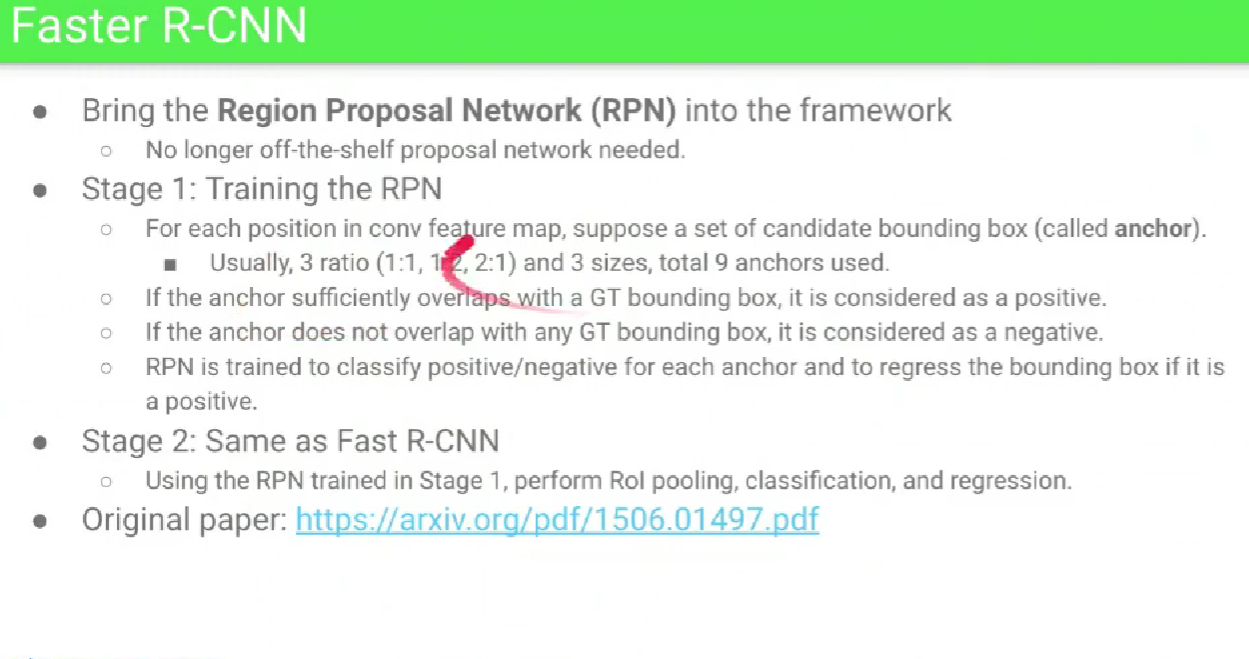 Faster R-CNN
● Bring the Region Proposal Network (RPN) into the framework
○ No longer off-the-shelf proposal network needed.
● Stage 1: Training the RPN
○ For each position in conv feature map, suppose a set of candidate bounding box (called anchor).
■ Usually, 3 ratio (1:1, 1:2, 2:1) and 3 sizes, total 9 anchors used.
○ If the anchor sufficiently overlaps with a GT bounding box, it is considered as a positive.
○ If the anchor does not overlap with any GT bounding box, it is considered as a negative.
○ RPN is trained to classify positive/negative for each anchor and to regress the bounding box if it is
a positive.
● Stage 2: Same as Fast R-CNN
○ Using the RPN trained in Stage 1, perform RoI pooling, classification, and regression.
● Original paper: https://arxiv.org/pdf/1506.01497.pdf